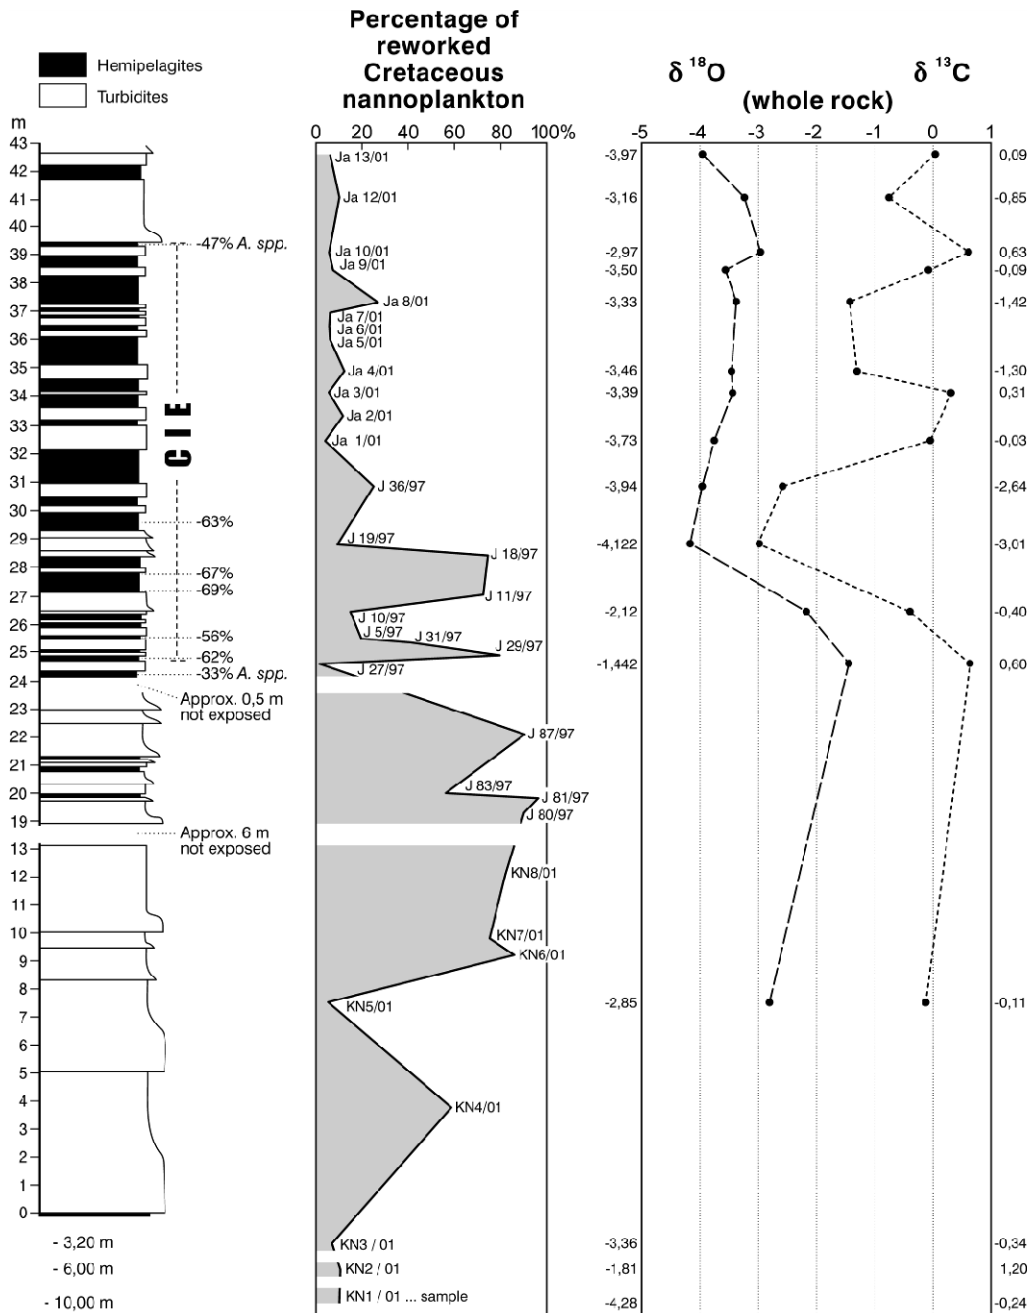 Percentage of
reworked
Cretaceous
nannoplankton
Hemipelagites
Turbidites
δ 18O
δ 13C
(whole rock)
m
0 20 40 60 80 100%
-5 -4 -3 -2 -1 0 1
43
42
41
40
39
38
37
36
35
34
33
32
31
30
29
28
27
26
25
24
23
22
21
20
19
13
12
11
10
9
8
7
6
5
4
3
2
1
0
- 3,20 m
- 6,00 m
- 10,00 m
CIE
-47% A. spp.
-63%
-67%
-69%
-56%
-62%
-33% A. spp.
Approx. 0,5 m
not exposed
Approx. 6 m
not exposed
Ja 13/01
Ja 12/01
Ja 10/01
Ja 9/01
Ja 8/01
Ja 7/01
Ja 6/01
Ja 5/01
Ja 4/01
Ja 3/01
Ja 2/01
Ja 1/01
J 36/97
J 19/97
J 18/97
J 11/97
J 10/97
J 5/97
J 31/97
J 29/97
J 27/97
J 87/97
J 83/97
J 81/97
J 80/97
KN8/01
KN7/01
KN6/01
KN5/01
KN4/01
KN3 / 01
KN2 / 01
KN1 / 01 ... sample
-3,97
-3,16
-2,97
-3,50
-3,33
-3,46
-3,39
-3,73
-3,94
-4,122
-2,12
-1,442
-2,85
-3,36
-1,81
-4,28
0,09
-0,85
0,63
-0,09
-1,42
-1,30
0,31
-0,03
-2,64
-3,01
-0,40
0,60
-0,11
-0,34
1,20
-0,24